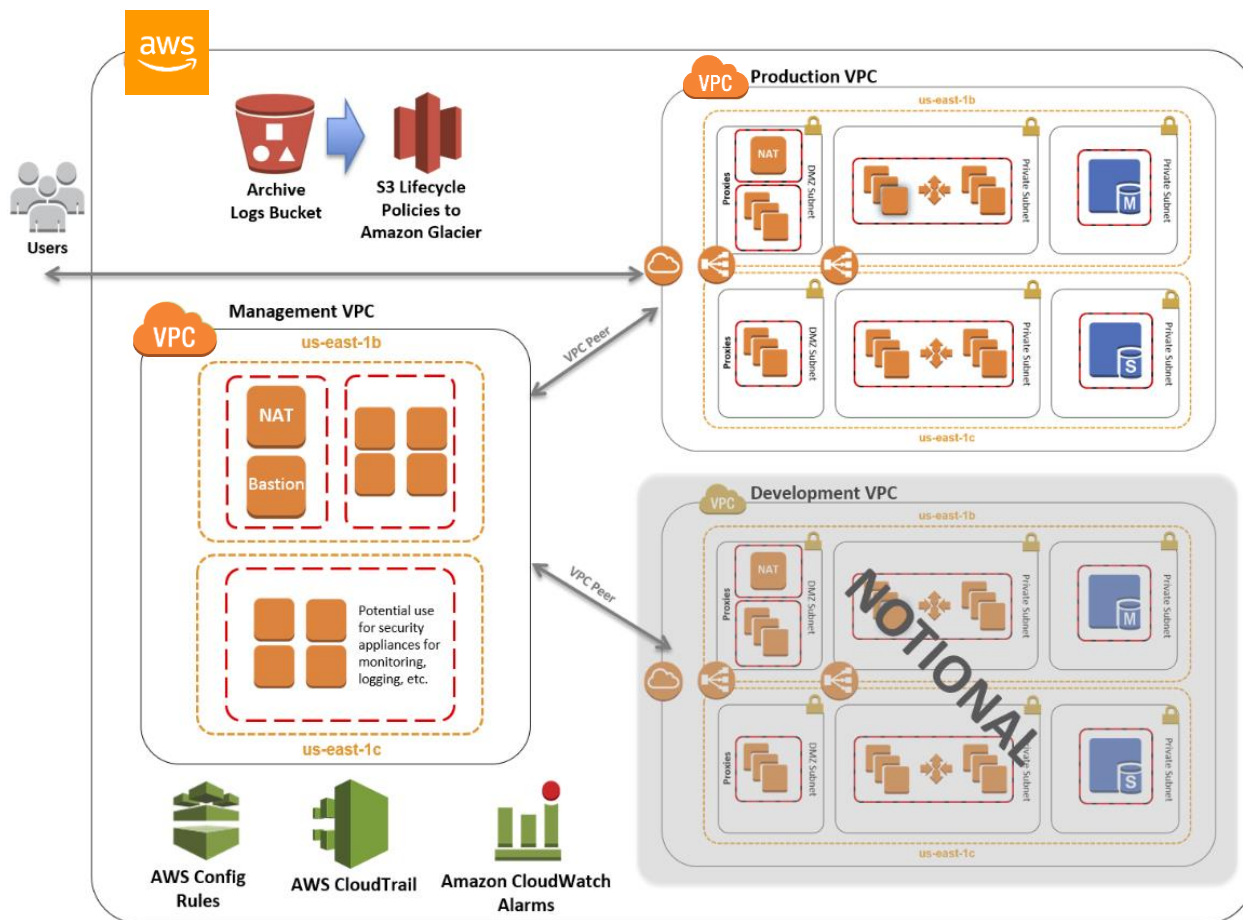 aws
Users
Archive
Logs Bucket
S3 Lifecycle
Policies to
Amazon Glacier
VPC
Production VPC
us-east-1b
Proxies
NAT
DMZ Subnet
Private Subnet
M
Private Subnet
Proxies
DMZ Subnet
Private Subnet
S
Private Subnet
us-east-1c
VPC
Management VPC
us-east-1b
NAT
Bastion
Potential use
for security
appliances for
monitoring,
logging, etc.
us-east-1c
VPC Peer
VPC Peer
VPC
Development VPC
us-east-1b
Proxies
NAT
DMZ Subnet
Private Subnet
M
Private Subnet
NOTIONAL
Proxies
DMZ Subnet
Private Subnet
S
Private Subnet
us-east-1c
AWS Config
Rules
AWS CloudTrail
Amazon CloudWatch
Alarms